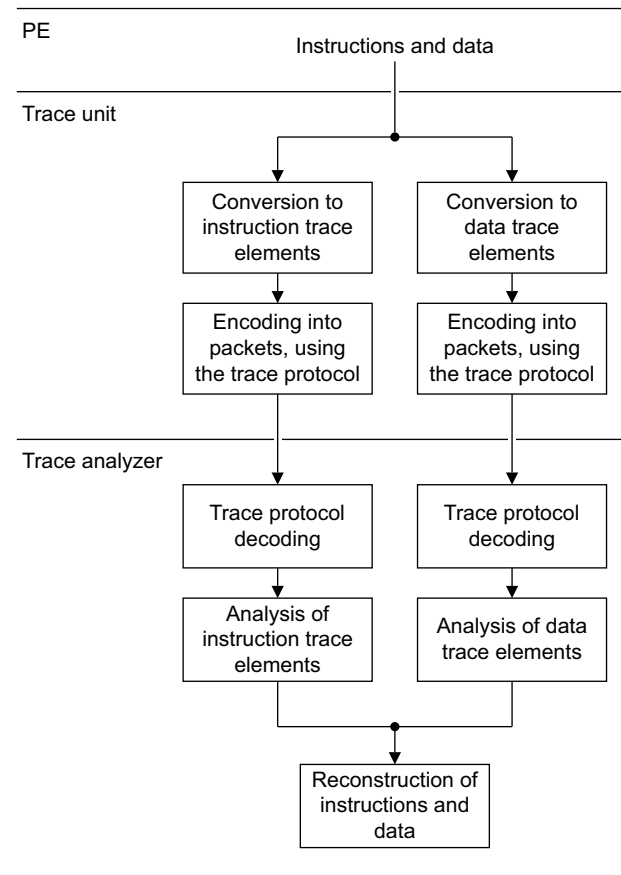 PE
Instructions and data
Trace unit
Conversion to
instruction trace
elements
Conversion to
data trace
elements
Encoding into
packets, using
the trace protocol
Encoding into
packets, using
the trace protocol
Trace analyzer
Trace protocol
decoding
Trace protocol
decoding
Analysis of
instruction trace
elements
Analysis of data
trace elements
Reconstruction of
instructions and
data